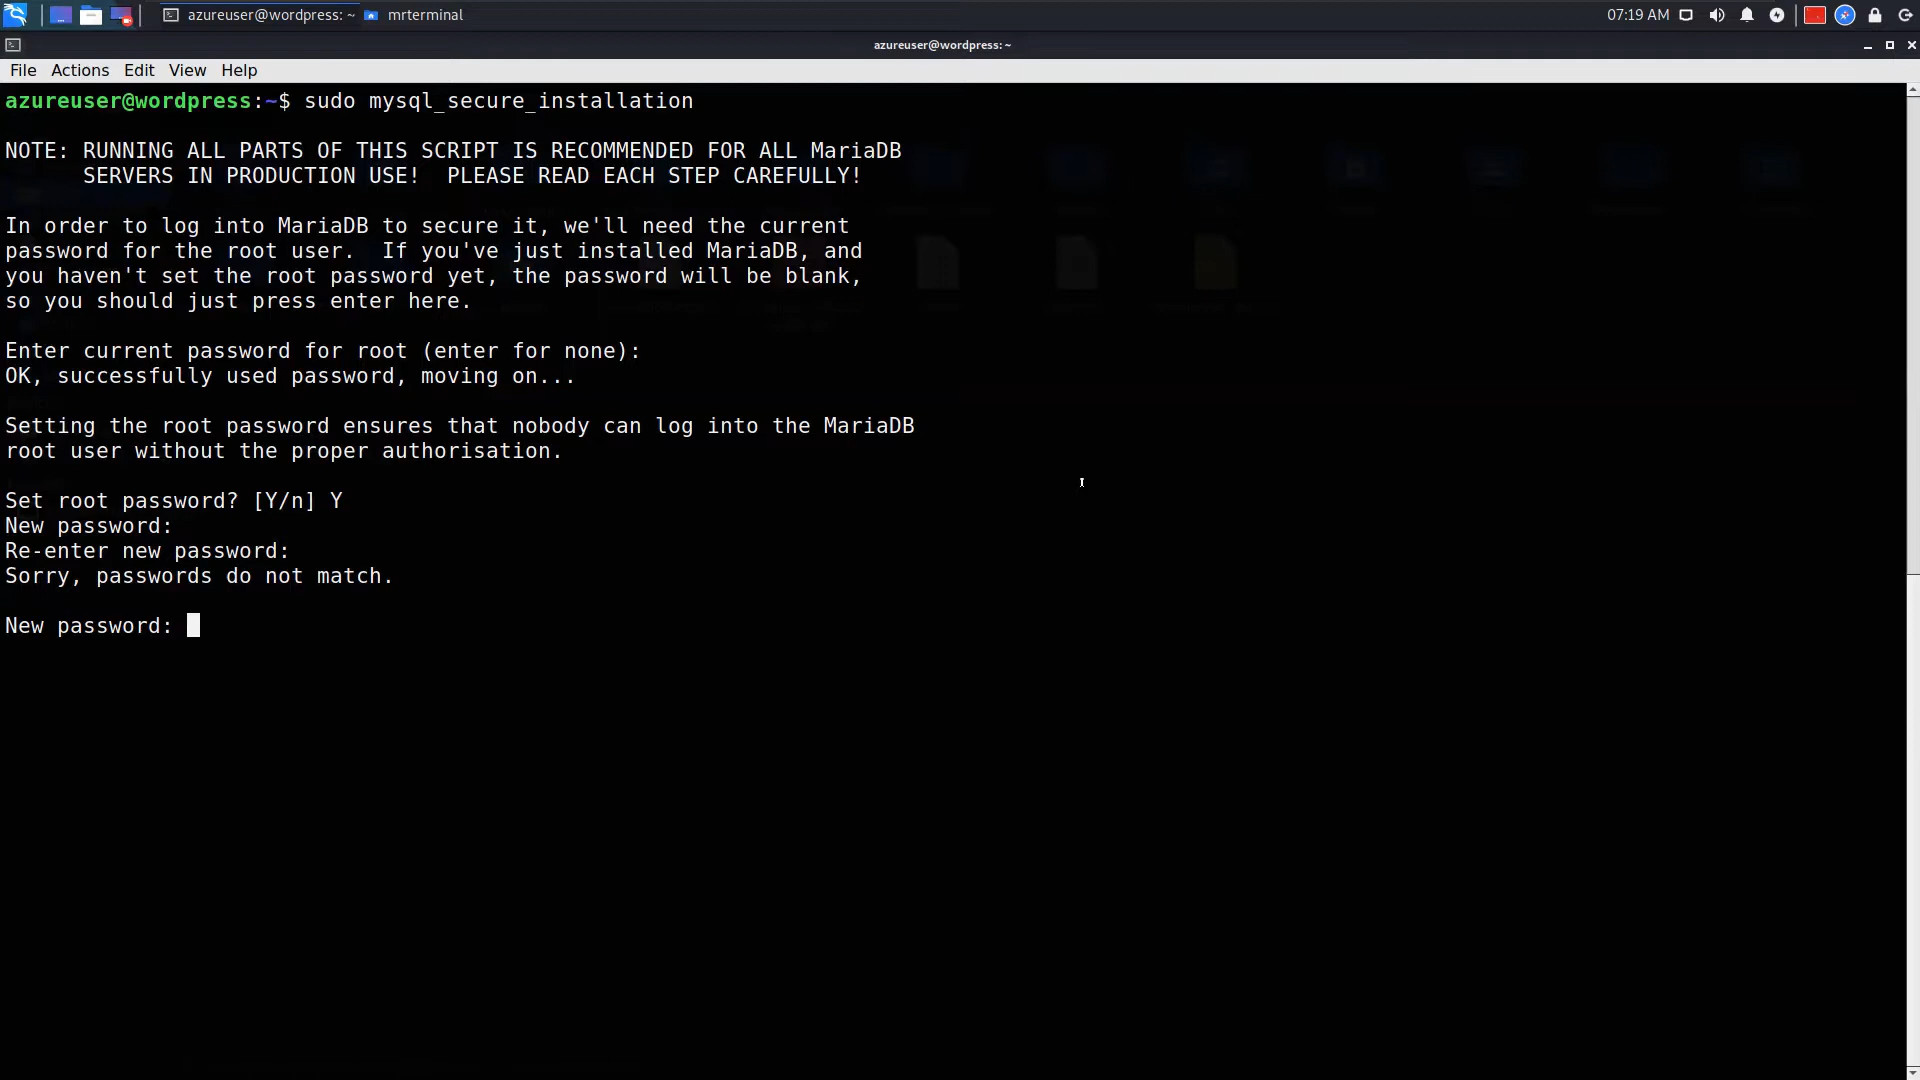 azureuser@wordpress: ~
mrterminal
07:19 AM
azureuser@wordpress: ~
File Actions Edit View Help
azureuser@wordpress:~$ sudo mysql_secure_installation
NOTE: RUNNING ALL PARTS OF THIS SCRIPT IS RECOMMENDED FOR ALL MariaDB
SERVERS IN PRODUCTION USE!  PLEASE READ EACH STEP CAREFULLY!
In order to log into MariaDB to secure it, we'll need the current
password for the root user.  If you've just installed MariaDB, and
you haven't set the root password yet, the password will be blank,
so you should just press enter here.
Enter current password for root (enter for none):
OK, successfully used password, moving on...
Setting the root password ensures that nobody can log into the MariaDB
root user without the proper authorisation.
Set root password? [Y/n] Y
New password:
Re-enter new password:
Sorry, passwords do not match.
New password: